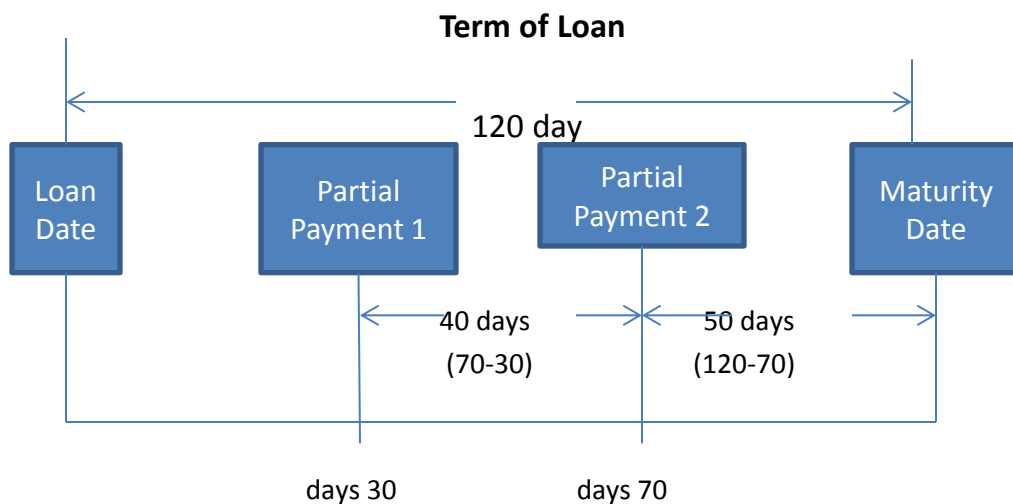 Term of Loan
120 day
Loan
Date
Partial
Payment 1
Partial
Payment 2
Maturity
Date
40 days
(70-30)
50 days
(120-70)
days 30
days 70